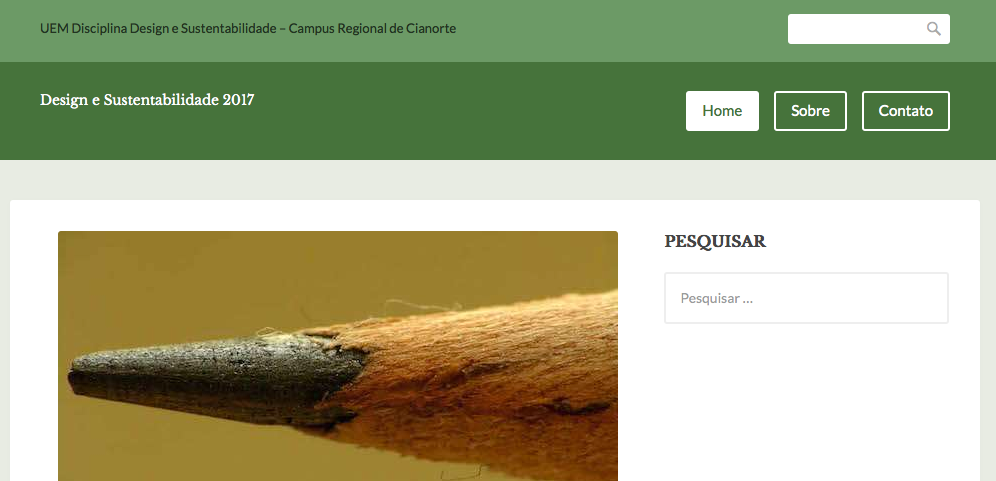 UEM Disciplina Design e Sustentabilidade – Campus Regional de Cianorte
Design e Sustentabilidade 2017
Home
Sobre
Contato
PESQUISAR
Pesquisar ...